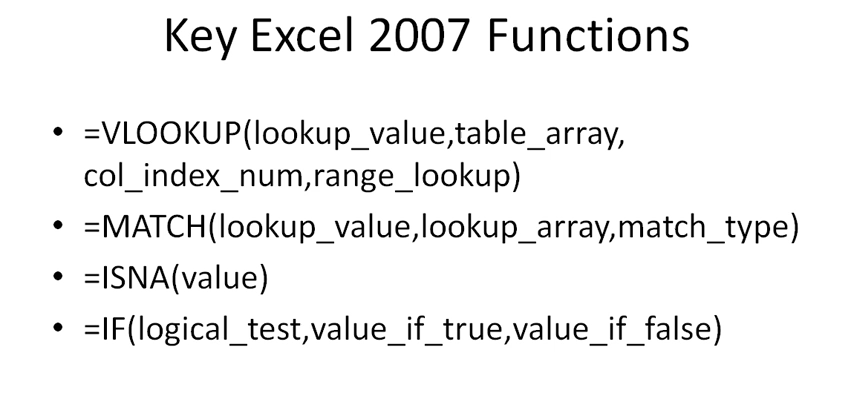 Key Excel 2007 Functions
• =VLOOKUP(lookup_value,table_array,
col_index_num,range_lookup)
• =MATCH(lookup_value,lookup_array,match_type)
• =ISNA(value)
• =IF(logical_test,value_if_true,value_if_false)